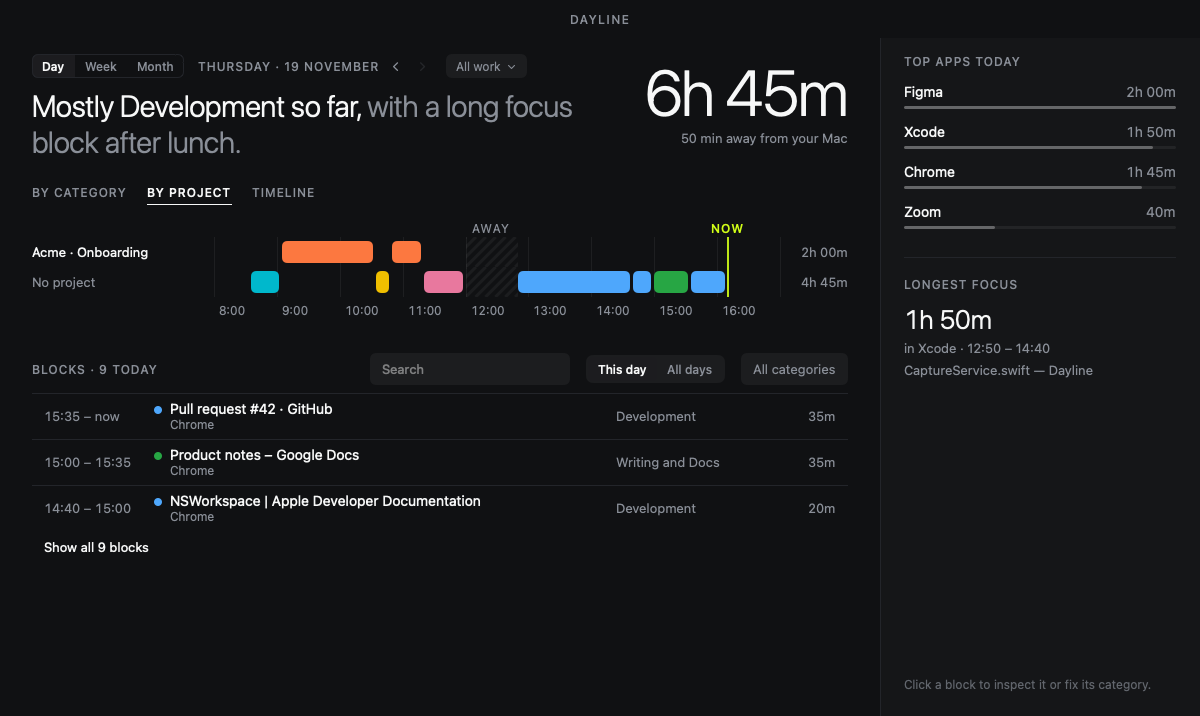 DAYLINE
Day Week Month THURSDAY · 19 NOVEMBER All work
Mostly Development so far, with a long focus
block after lunch.
6h 45m
50 min away from your Mac
BY CATEGORY BY PROJECT TIMELINE
AWAY NOW
Acme · Onboarding 2h 00m
No project 4h 45m
8:00 9:00 10:00 11:00 12:00 13:00 14:00 15:00 16:00
BLOCKS · 9 TODAY Search This day All days All categories
15:35 – now Pull request #42 · GitHub Development 35m
Chrome
15:00 – 15:35 Product notes – Google Docs Writing and Docs 35m
Chrome
14:40 – 15:00 NSWorkspace | Apple Developer Documentation Development 20m
Chrome
Show all 9 blocks
TOP APPS TODAY
Figma 2h 00m
Xcode 1h 50m
Chrome 1h 45m
Zoom 40m
LONGEST FOCUS
1h 50m
in Xcode · 12:50 – 14:40
CaptureService.swift — Dayline
Click a block to inspect it or fix its category.